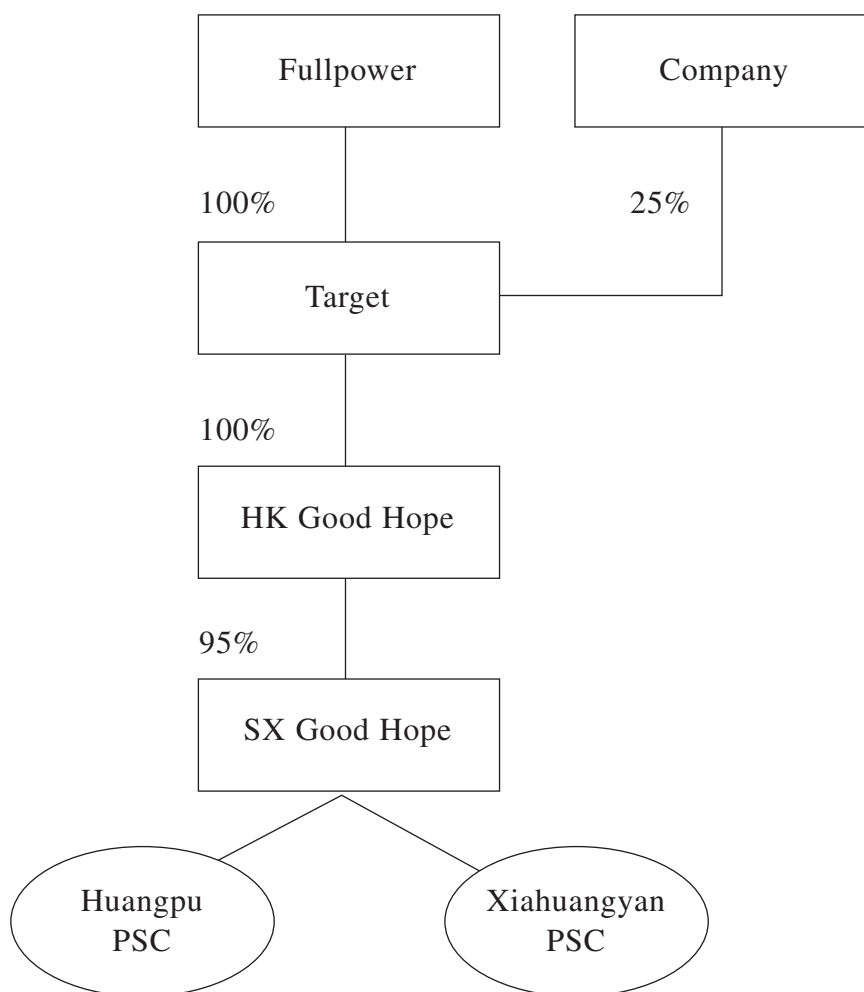 Fullpower
Company
100%
25%
Target
100%
HK Good Hope
95%
SX Good Hope
Huangpu
PSC
Xiahuangyan
PSC